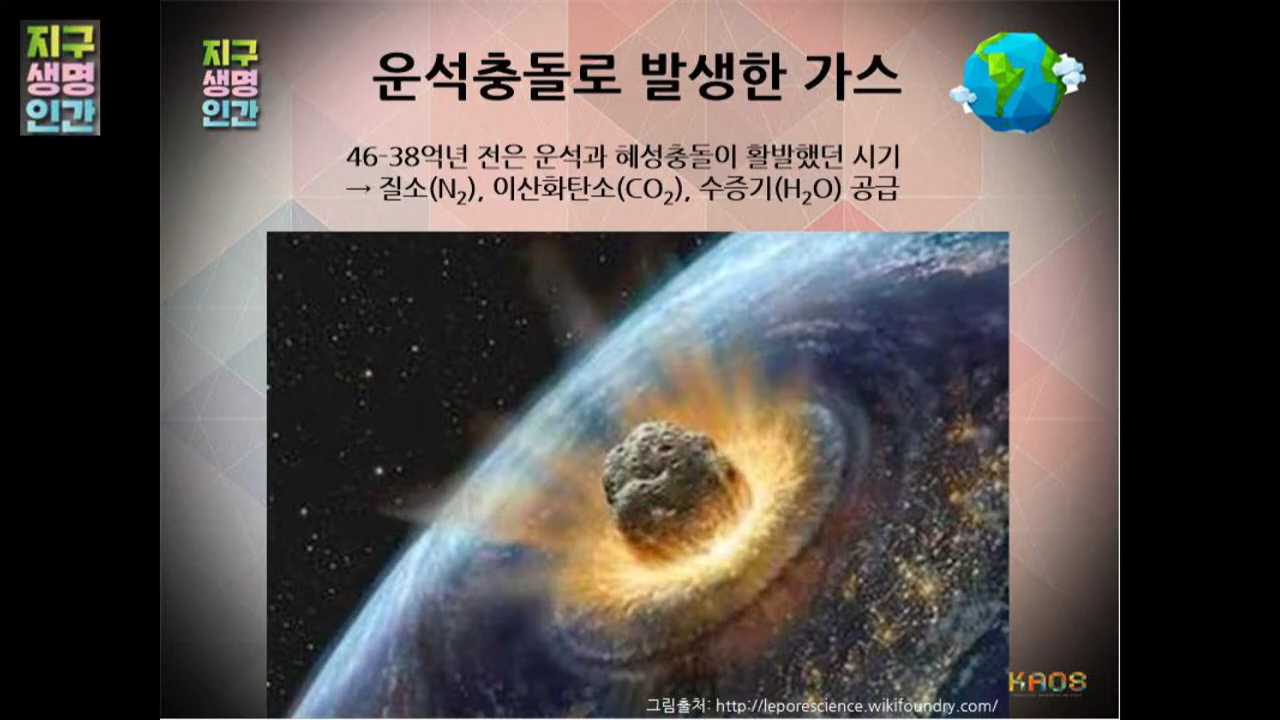 지구
생명
인간
지구
생명
인간
운석충돌로 발생한 가스
46-38억년 전은 운석과 혜성충돌이 활발했던 시기
→ 질소(N₂), 이산화탄소(CO₂), 수증기(H₂O) 공급
KAOS
그림출처: http://leporescience.wikifoundry.com/